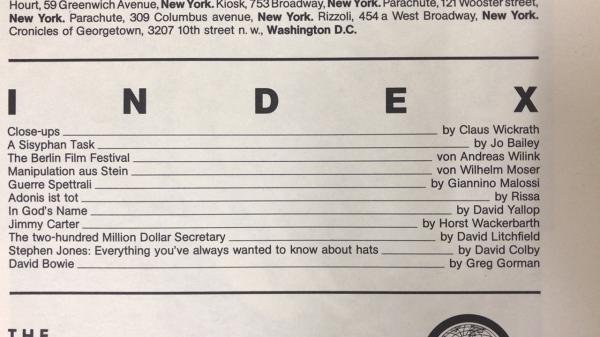 Hourt, 59 Greenwich Avenue, New York. Kiosk, 753 Broadway, New York. Parachute, 121 Wooster street,
New York. Parachute, 309 Columbus avenue, New York. Rizzoli, 454 a West Broadway, New York.
Cronicles of Georgetown, 3207 10th street n. w., Washington D.C.
INDEX
Close-ups by Claus Wickrath
A Sisyphan Task by Jo Bailey
The Berlin Film Festival von Andreas Wilink
Manipulation aus Stein von Wilhelm Moser
Guerre Spettrali by Giannino Malossi
Adonis ist tot by Rissa
In God's Name by David Yallop
Jimmy Carter by Horst Wackerbarth
The two-hundred Million Dollar Secretary by David Litchfield
Stephen Jones: Everything you've always wanted to know about hats by David Colby
David Bowie by Greg Gorman
THE